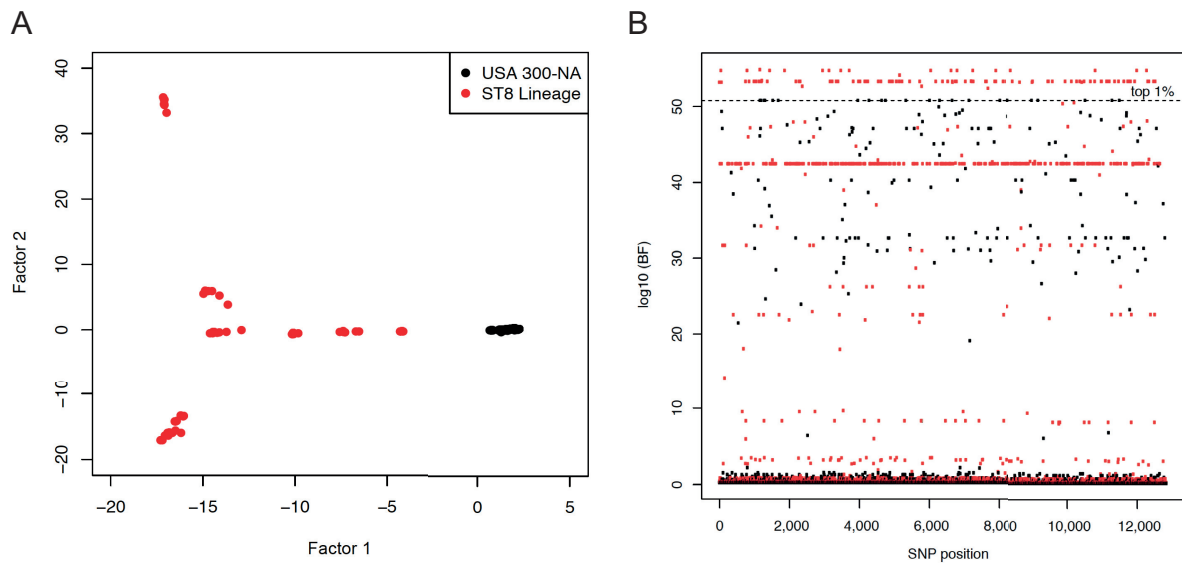 A
USA 300-NA
ST8 Lineage
40
30
20
10
0
−10
−20
Factor 2
−20
−15
−10
−5
0
5
Factor 1
B
top 1%
50
40
30
20
10
0
log10 (BF)
0
2,000
4,000
6,000
8,000
10,000
12,000
SNP position